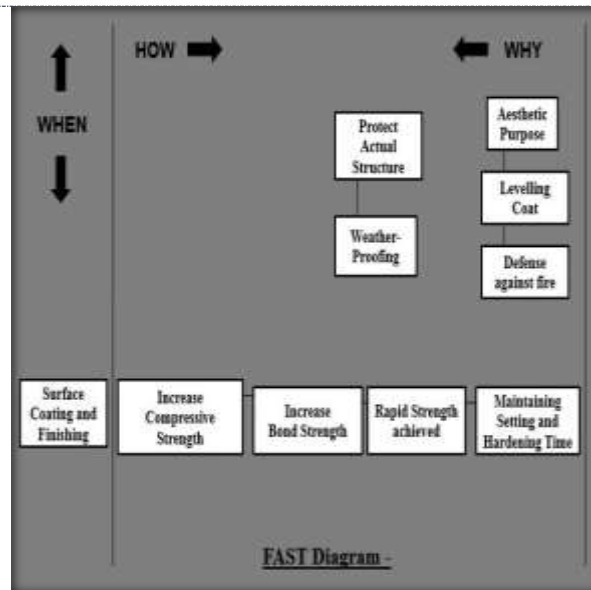 HOW
WHY
WHEN
Protect
Actual
Structure
Aesthetic
Purpose
Levelling
Coat
Weather-
Proofing
Defense
against fire
Surface
Coating and
Finishing
Increase
Compressive
Strength
Increase
Bond Strength
Rapid Strength
achieved
Maintaining
Setting and
Hardening Time
FAST Diagram -